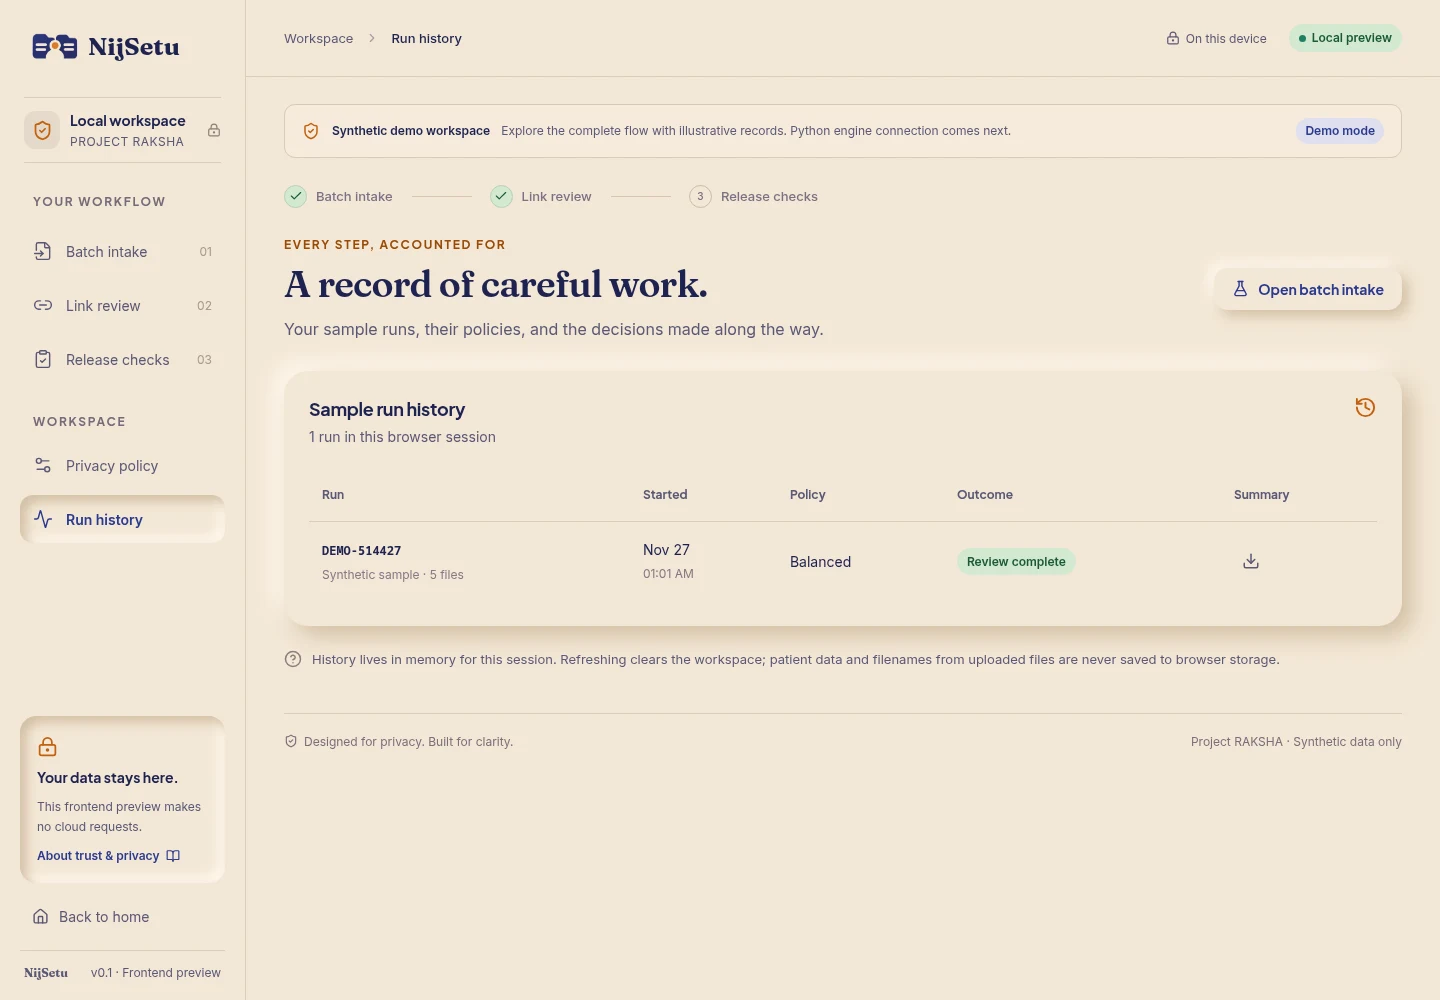 NijSetu
Local workspace
PROJECT RAKSHA
YOUR WORKFLOW
Batch intake 01
Link review 02
Release checks 03
WORKSPACE
Privacy policy
Run history
Your data stays here.
This frontend preview makes
no cloud requests.
About trust & privacy
Back to home
NijSetu v0.1 · Frontend preview
Workspace Run history
On this device Local preview
Synthetic demo workspace Explore the complete flow with illustrative records. Python engine connection comes next. Demo mode
Batch intake Link review 3 Release checks
EVERY STEP, ACCOUNTED FOR
A record of careful work.
Your sample runs, their policies, and the decisions made along the way.
Open batch intake
Sample run history
1 run in this browser session
Run Started Policy Outcome Summary
DEMO-514427 Nov 27 Balanced Review complete
Synthetic sample · 5 files 01:01 AM
History lives in memory for this session. Refreshing clears the workspace; patient data and filenames from uploaded files are never saved to browser storage.
Designed for privacy. Built for clarity. Project RAKSHA · Synthetic data only